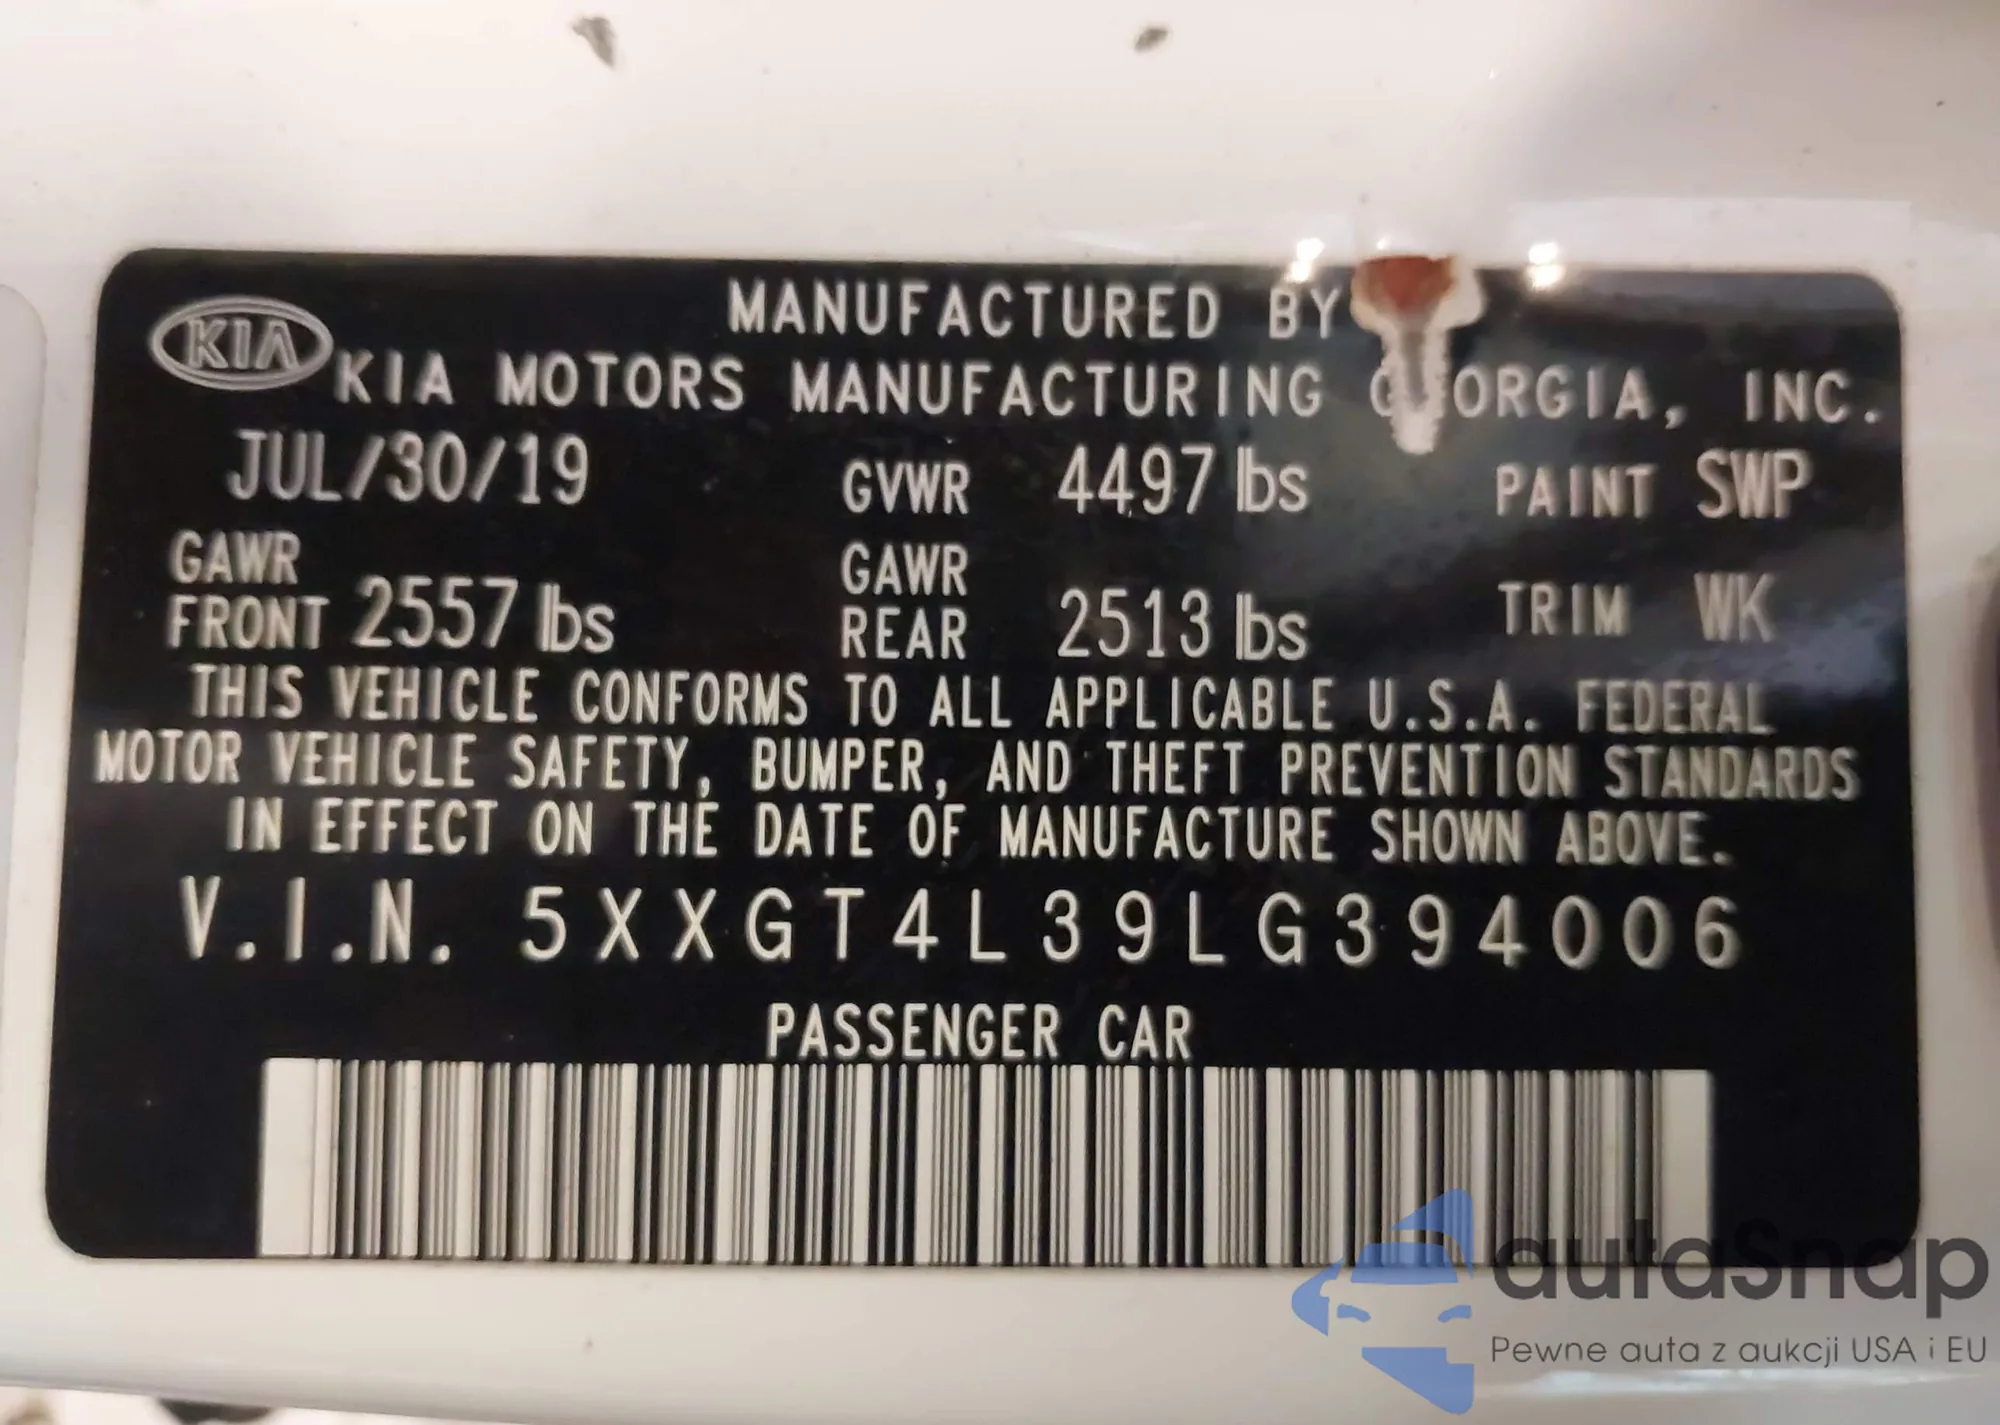 MANUFACTURED BY
KIA
KIA MOTORS MANUFACTURING GEORGIA, INC.
JUL/30/19 GVWR 4497 lbs PAINT SWP
GAWR FRONT 2557 lbs GAWR REAR 2513 lbs TRIM WK
THIS VEHICLE CONFORMS TO ALL APPLICABLE U.S.A. FEDERAL
MOTOR VEHICLE SAFETY, BUMPER, AND THEFT PREVENTION STANDARDS
IN EFFECT ON THE DATE OF MANUFACTURE SHOWN ABOVE.
V.I.N. 5XXGT4L39LG394006
PASSENGER CAR
autaSnap
Pewne auta z aukcji USA i EU